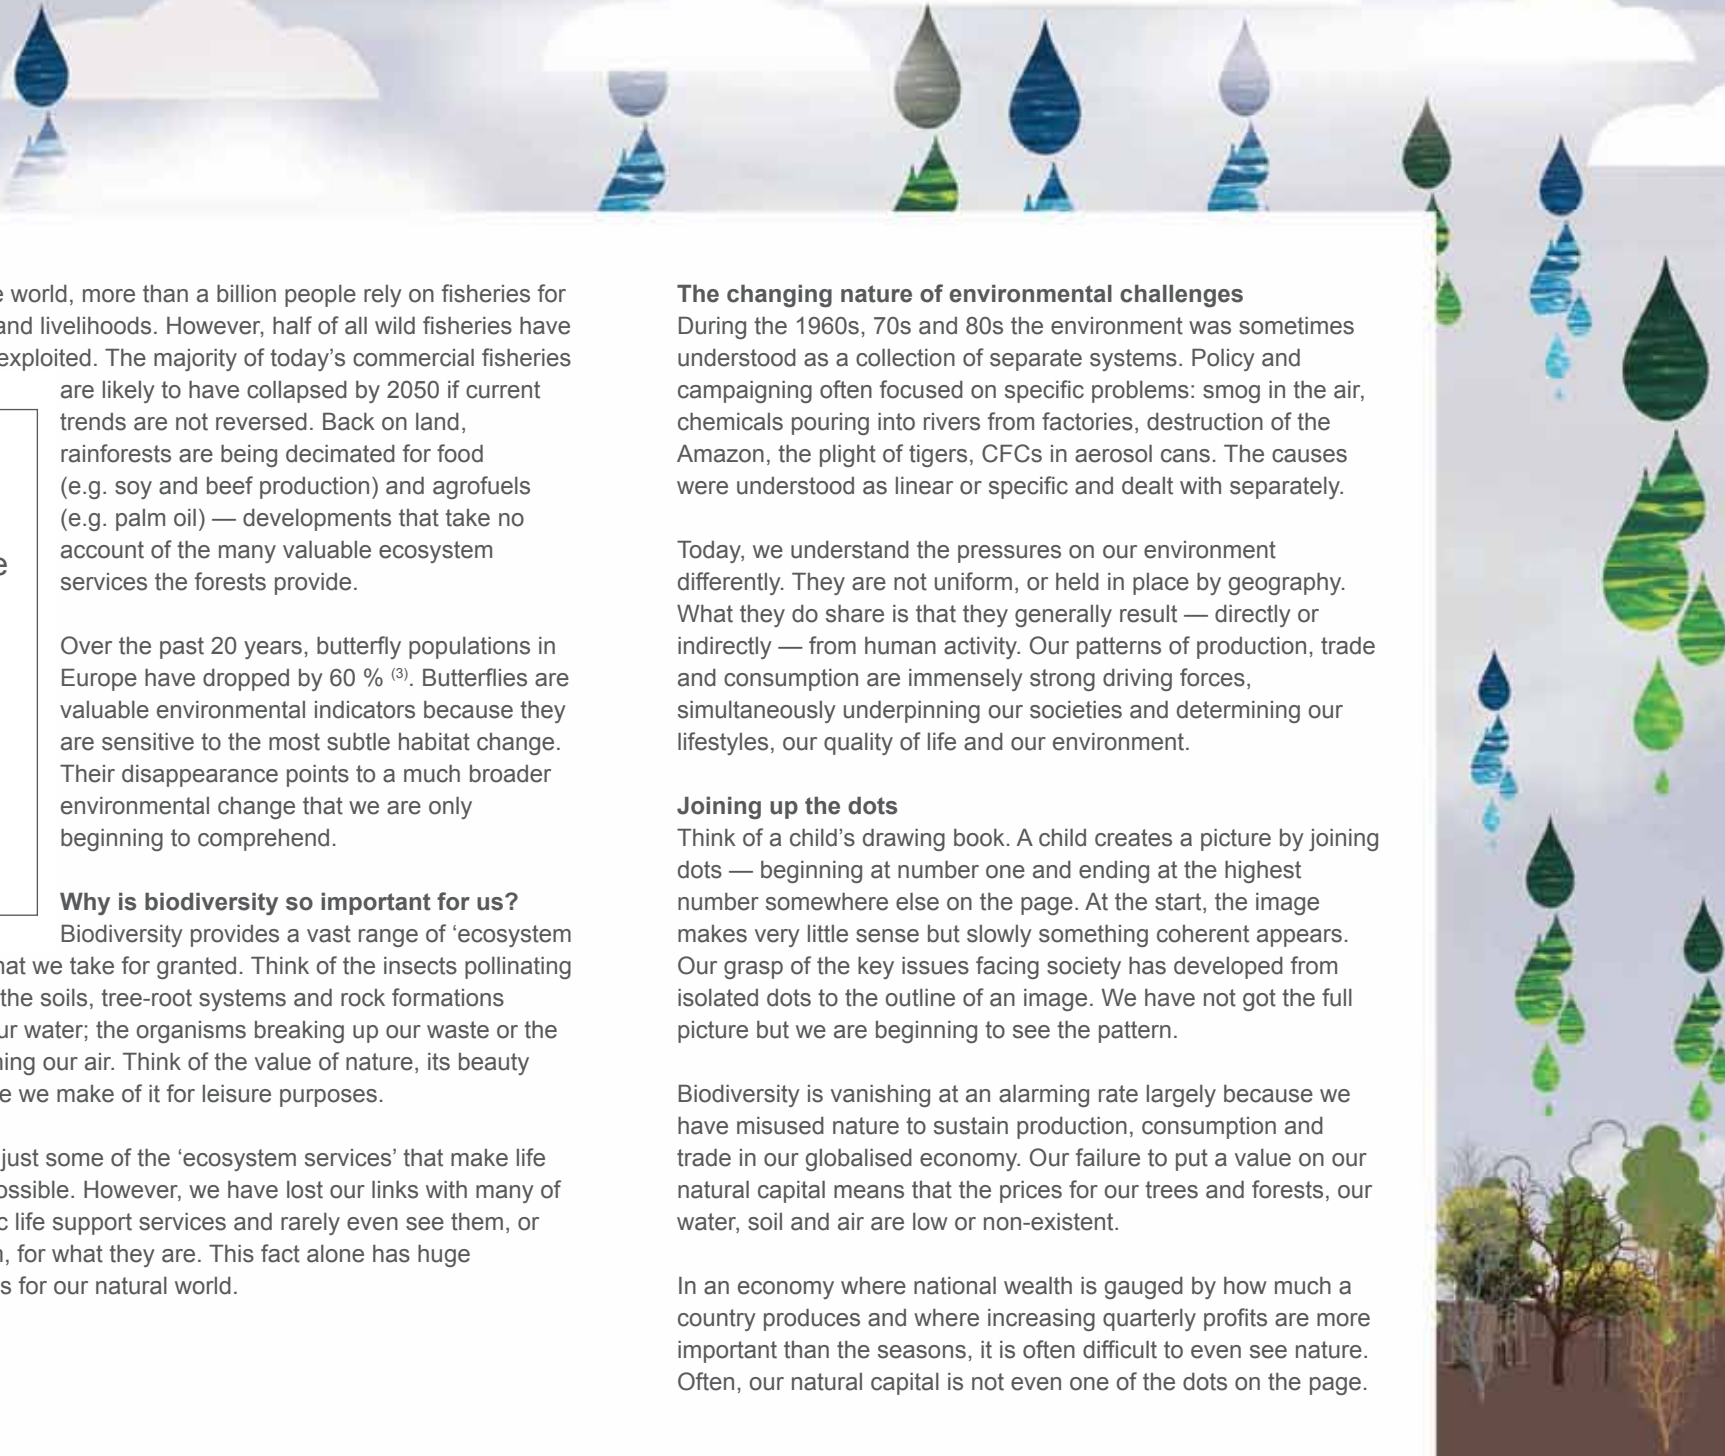 world, more than a billion people rely on fisheries for
and livelihoods. However, half of all wild fisheries have
exploited. The majority of today’s commercial fisheries
are likely to have collapsed by 2050 if current
trends are not reversed. Back on land,
rainforests are being decimated for food
(e.g. soy and beef production) and agrofuels
(e.g. palm oil) — developments that take no
account of the many valuable ecosystem
services the forests provide.
Over the past 20 years, butterfly populations in
Europe have dropped by 60 % (3). Butterflies are
valuable environmental indicators because they
are sensitive to the most subtle habitat change.
Their disappearance points to a much broader
environmental change that we are only
beginning to comprehend.
Why is biodiversity so important for us?
Biodiversity provides a vast range of ‘ecosystem
we take for granted. Think of the insects pollinating
the soils, tree-root systems and rock formations
water; the organisms breaking up our waste or the
our air. Think of the value of nature, its beauty
we make of it for leisure purposes.
just some of the ‘ecosystem services’ that make life
However, we have lost our links with many of
life support services and rarely even see them, or
for what they are. This fact alone has huge
for our natural world.
The changing nature of environmental challenges
During the 1960s, 70s and 80s the environment was sometimes
understood as a collection of separate systems. Policy and
campaigning often focused on specific problems: smog in the air,
chemicals pouring into rivers from factories, destruction of the
Amazon, the plight of tigers, CFCs in aerosol cans. The causes
were understood as linear or specific and dealt with separately.
Today, we understand the pressures on our environment
differently. They are not uniform, or held in place by geography.
What they do share is that they generally result — directly or
indirectly — from human activity. Our patterns of production, trade
and consumption are immensely strong driving forces,
simultaneously underpinning our societies and determining our
lifestyles, our quality of life and our environment.
Joining up the dots
Think of a child’s drawing book. A child creates a picture by joining
dots — beginning at number one and ending at the highest
number somewhere else on the page. At the start, the image
makes very little sense but slowly something coherent appears.
Our grasp of the key issues facing society has developed from
isolated dots to the outline of an image. We have not got the full
picture but we are beginning to see the pattern.
Biodiversity is vanishing at an alarming rate largely because we
have misused nature to sustain production, consumption and
trade in our globalised economy. Our failure to put a value on our
natural capital means that the prices for our trees and forests, our
water, soil and air are low or non-existent.
In an economy where national wealth is gauged by how much a
country produces and where increasing quarterly profits are more
important than the seasons, it is often difficult to even see nature.
Often, our natural capital is not even one of the dots on the page.